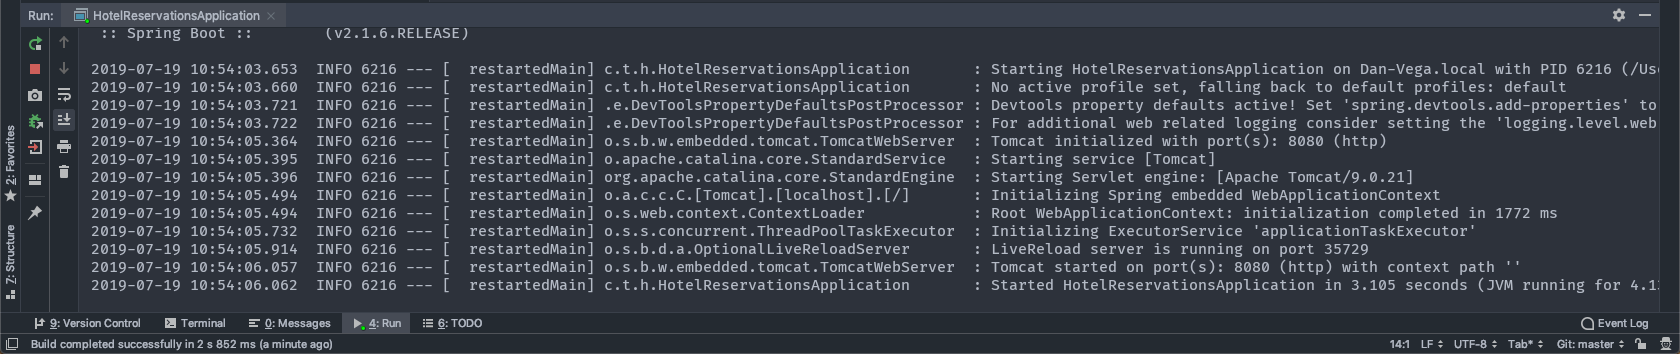 Run: HotelReservationsApplication
:: Spring Boot :: (v2.1.6.RELEASE)
2019-07-19 10:54:03.653 INFO 6216 --- [ restartedMain] c.t.h.HotelReservationsApplication : Starting HotelReservationsApplication on Dan-Vega.local with PID 6216 (/Use
2019-07-19 10:54:03.660 INFO 6216 --- [ restartedMain] c.t.h.HotelReservationsApplication : No active profile set, falling back to default profiles: default
2019-07-19 10:54:03.721 INFO 6216 --- [ restartedMain] .e.DevToolsPropertyDefaultsPostProcessor : Devtools property defaults active! Set 'spring.devtools.add-properties' to
2019-07-19 10:54:03.722 INFO 6216 --- [ restartedMain] .e.DevToolsPropertyDefaultsPostProcessor : For additional web related logging consider setting the 'logging.level.web
2019-07-19 10:54:05.364 INFO 6216 --- [ restartedMain] o.s.b.w.embedded.tomcat.TomcatWebServer : Tomcat initialized with port(s): 8080 (http)
2019-07-19 10:54:05.395 INFO 6216 --- [ restartedMain] o.apache.catalina.core.StandardService : Starting service [Tomcat]
2019-07-19 10:54:05.396 INFO 6216 --- [ restartedMain] org.apache.catalina.core.StandardEngine : Starting Servlet engine: [Apache Tomcat/9.0.21]
2019-07-19 10:54:05.494 INFO 6216 --- [ restartedMain] o.a.c.c.C.[Tomcat].[localhost].[/] : Initializing Spring embedded WebApplicationContext
2019-07-19 10:54:05.494 INFO 6216 --- [ restartedMain] o.s.web.context.ContextLoader : Root WebApplicationContext: initialization completed in 1772 ms
2019-07-19 10:54:05.732 INFO 6216 --- [ restartedMain] o.s.s.concurrent.ThreadPoolTaskExecutor : Initializing ExecutorService 'applicationTaskExecutor'
2019-07-19 10:54:05.914 INFO 6216 --- [ restartedMain] o.s.b.d.a.OptionalLiveReloadServer : LiveReload server is running on port 35729
2019-07-19 10:54:06.057 INFO 6216 --- [ restartedMain] o.s.b.w.embedded.tomcat.TomcatWebServer : Tomcat started on port(s): 8080 (http) with context path ''
2019-07-19 10:54:06.062 INFO 6216 --- [ restartedMain] c.t.h.HotelReservationsApplication : Started HotelReservationsApplication in 3.105 seconds (JVM running for 4.1
2: Favorites
Z: Structure
9: Version Control Terminal 0: Messages 4: Run 6: TODO Event Log
Build completed successfully in 2 s 852 ms (a minute ago) 14:1 LF UTF-8 Tab* Git: master